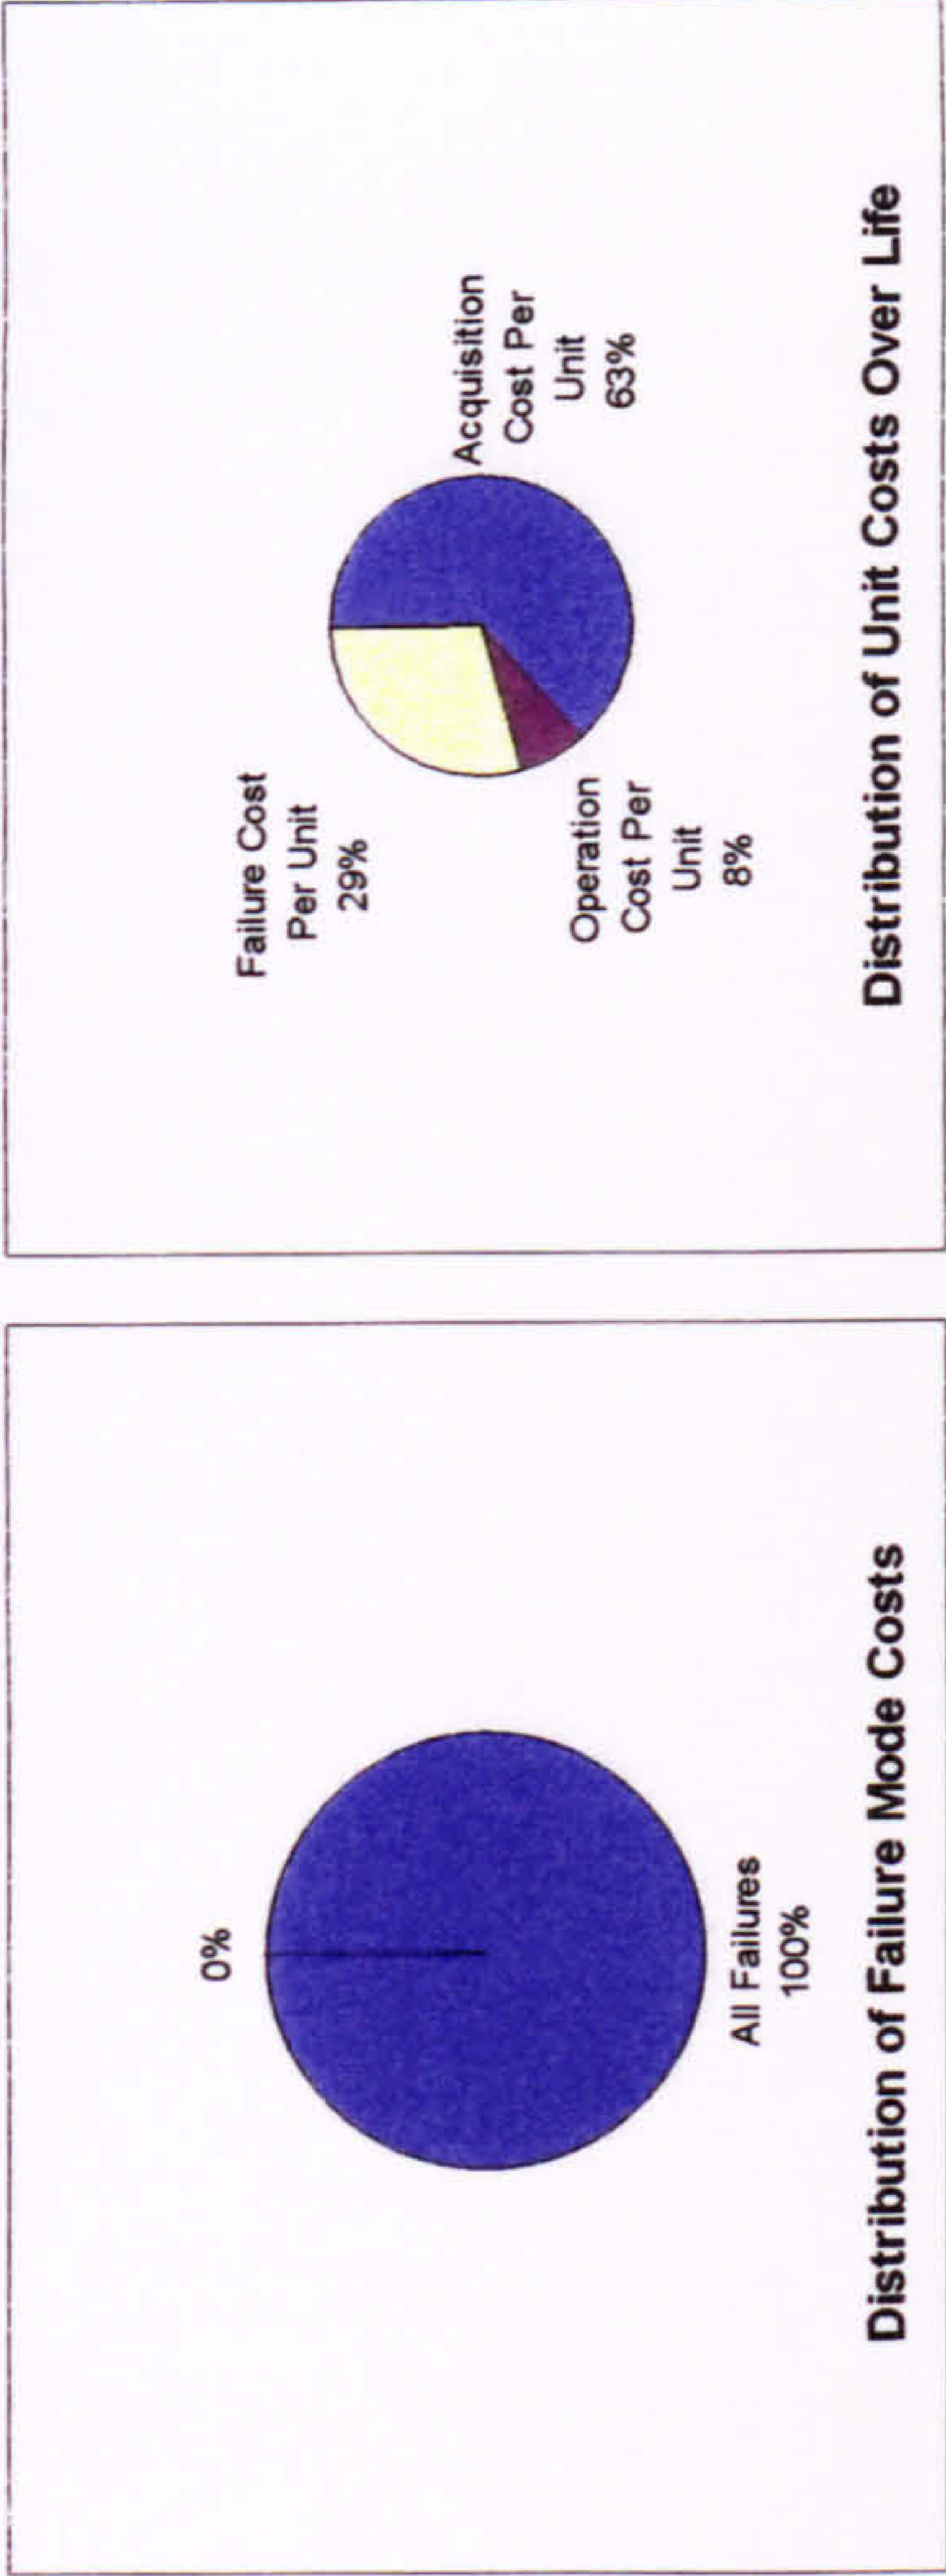 0%
All Failures
100%
Distribution of Failure Mode Costs
Failure Cost
Per Unit
29%
Acquisition
Cost Per
Unit
63%
Operation
Cost Per
Unit
8%
Distribution of Unit Costs Over Life